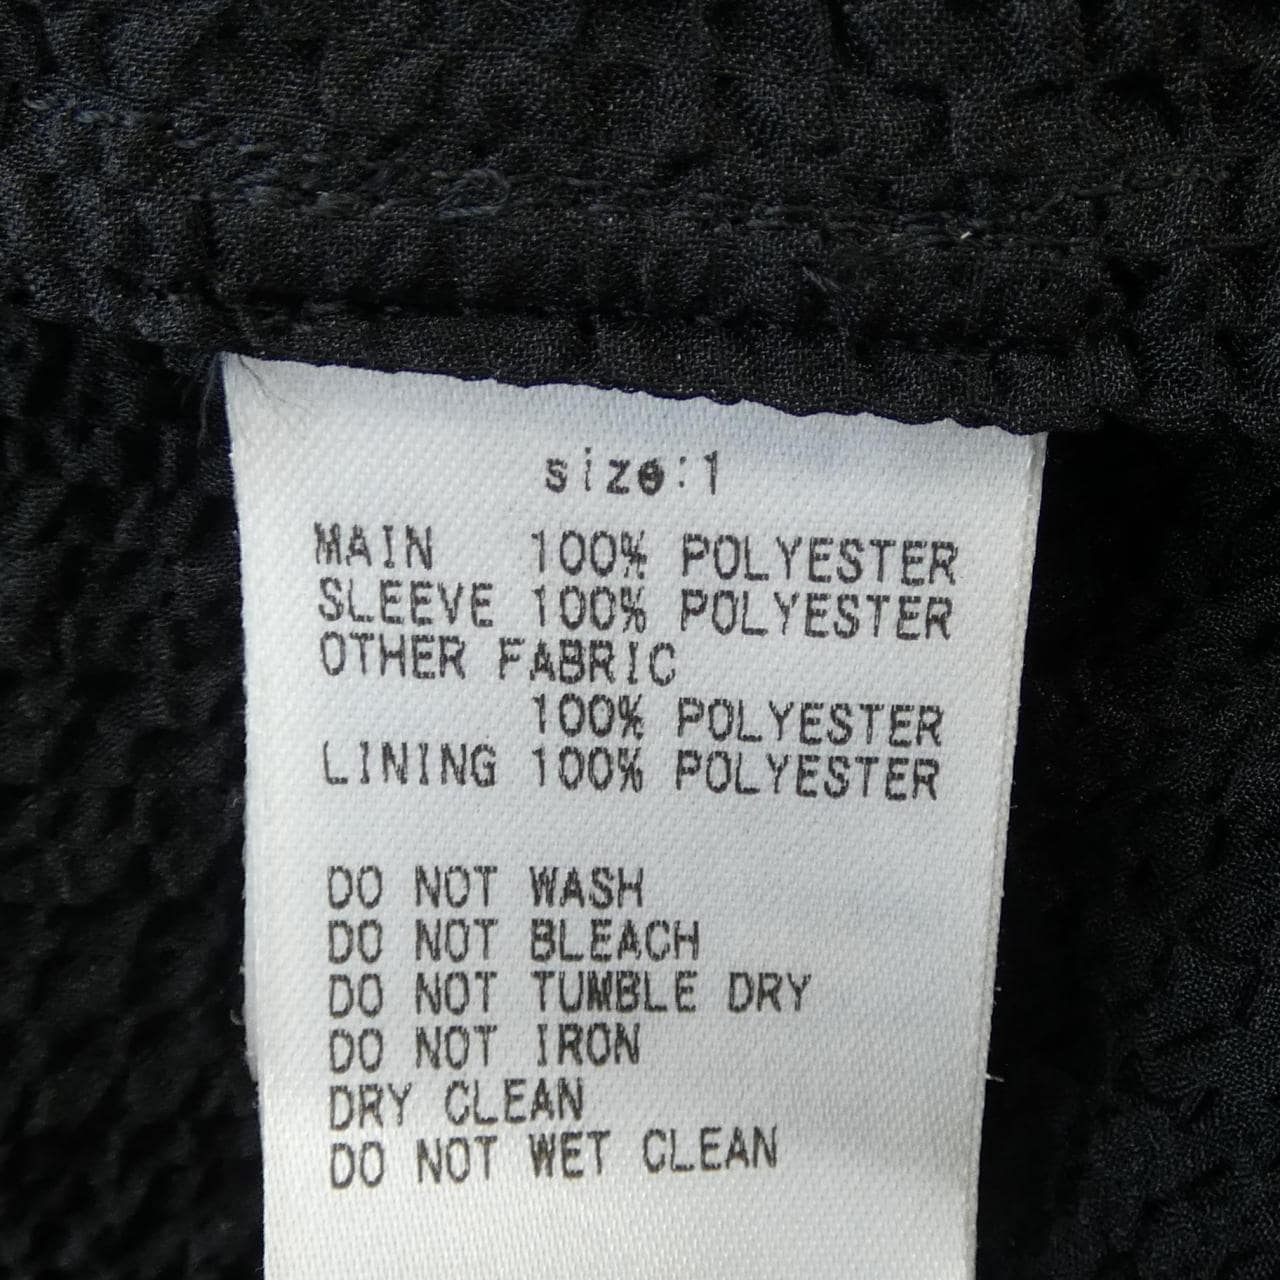 size:1
MAIN 100% POLYESTER
SLEEVE 100% POLYESTER
OTHER FABRIC
100% POLYESTER
LINING 100% POLYESTER
DO NOT WASH
DO NOT BLEACH
DO NOT TUMBLE DRY
DO NOT IRON
DRY CLEAN
DO NOT WET CLEAN